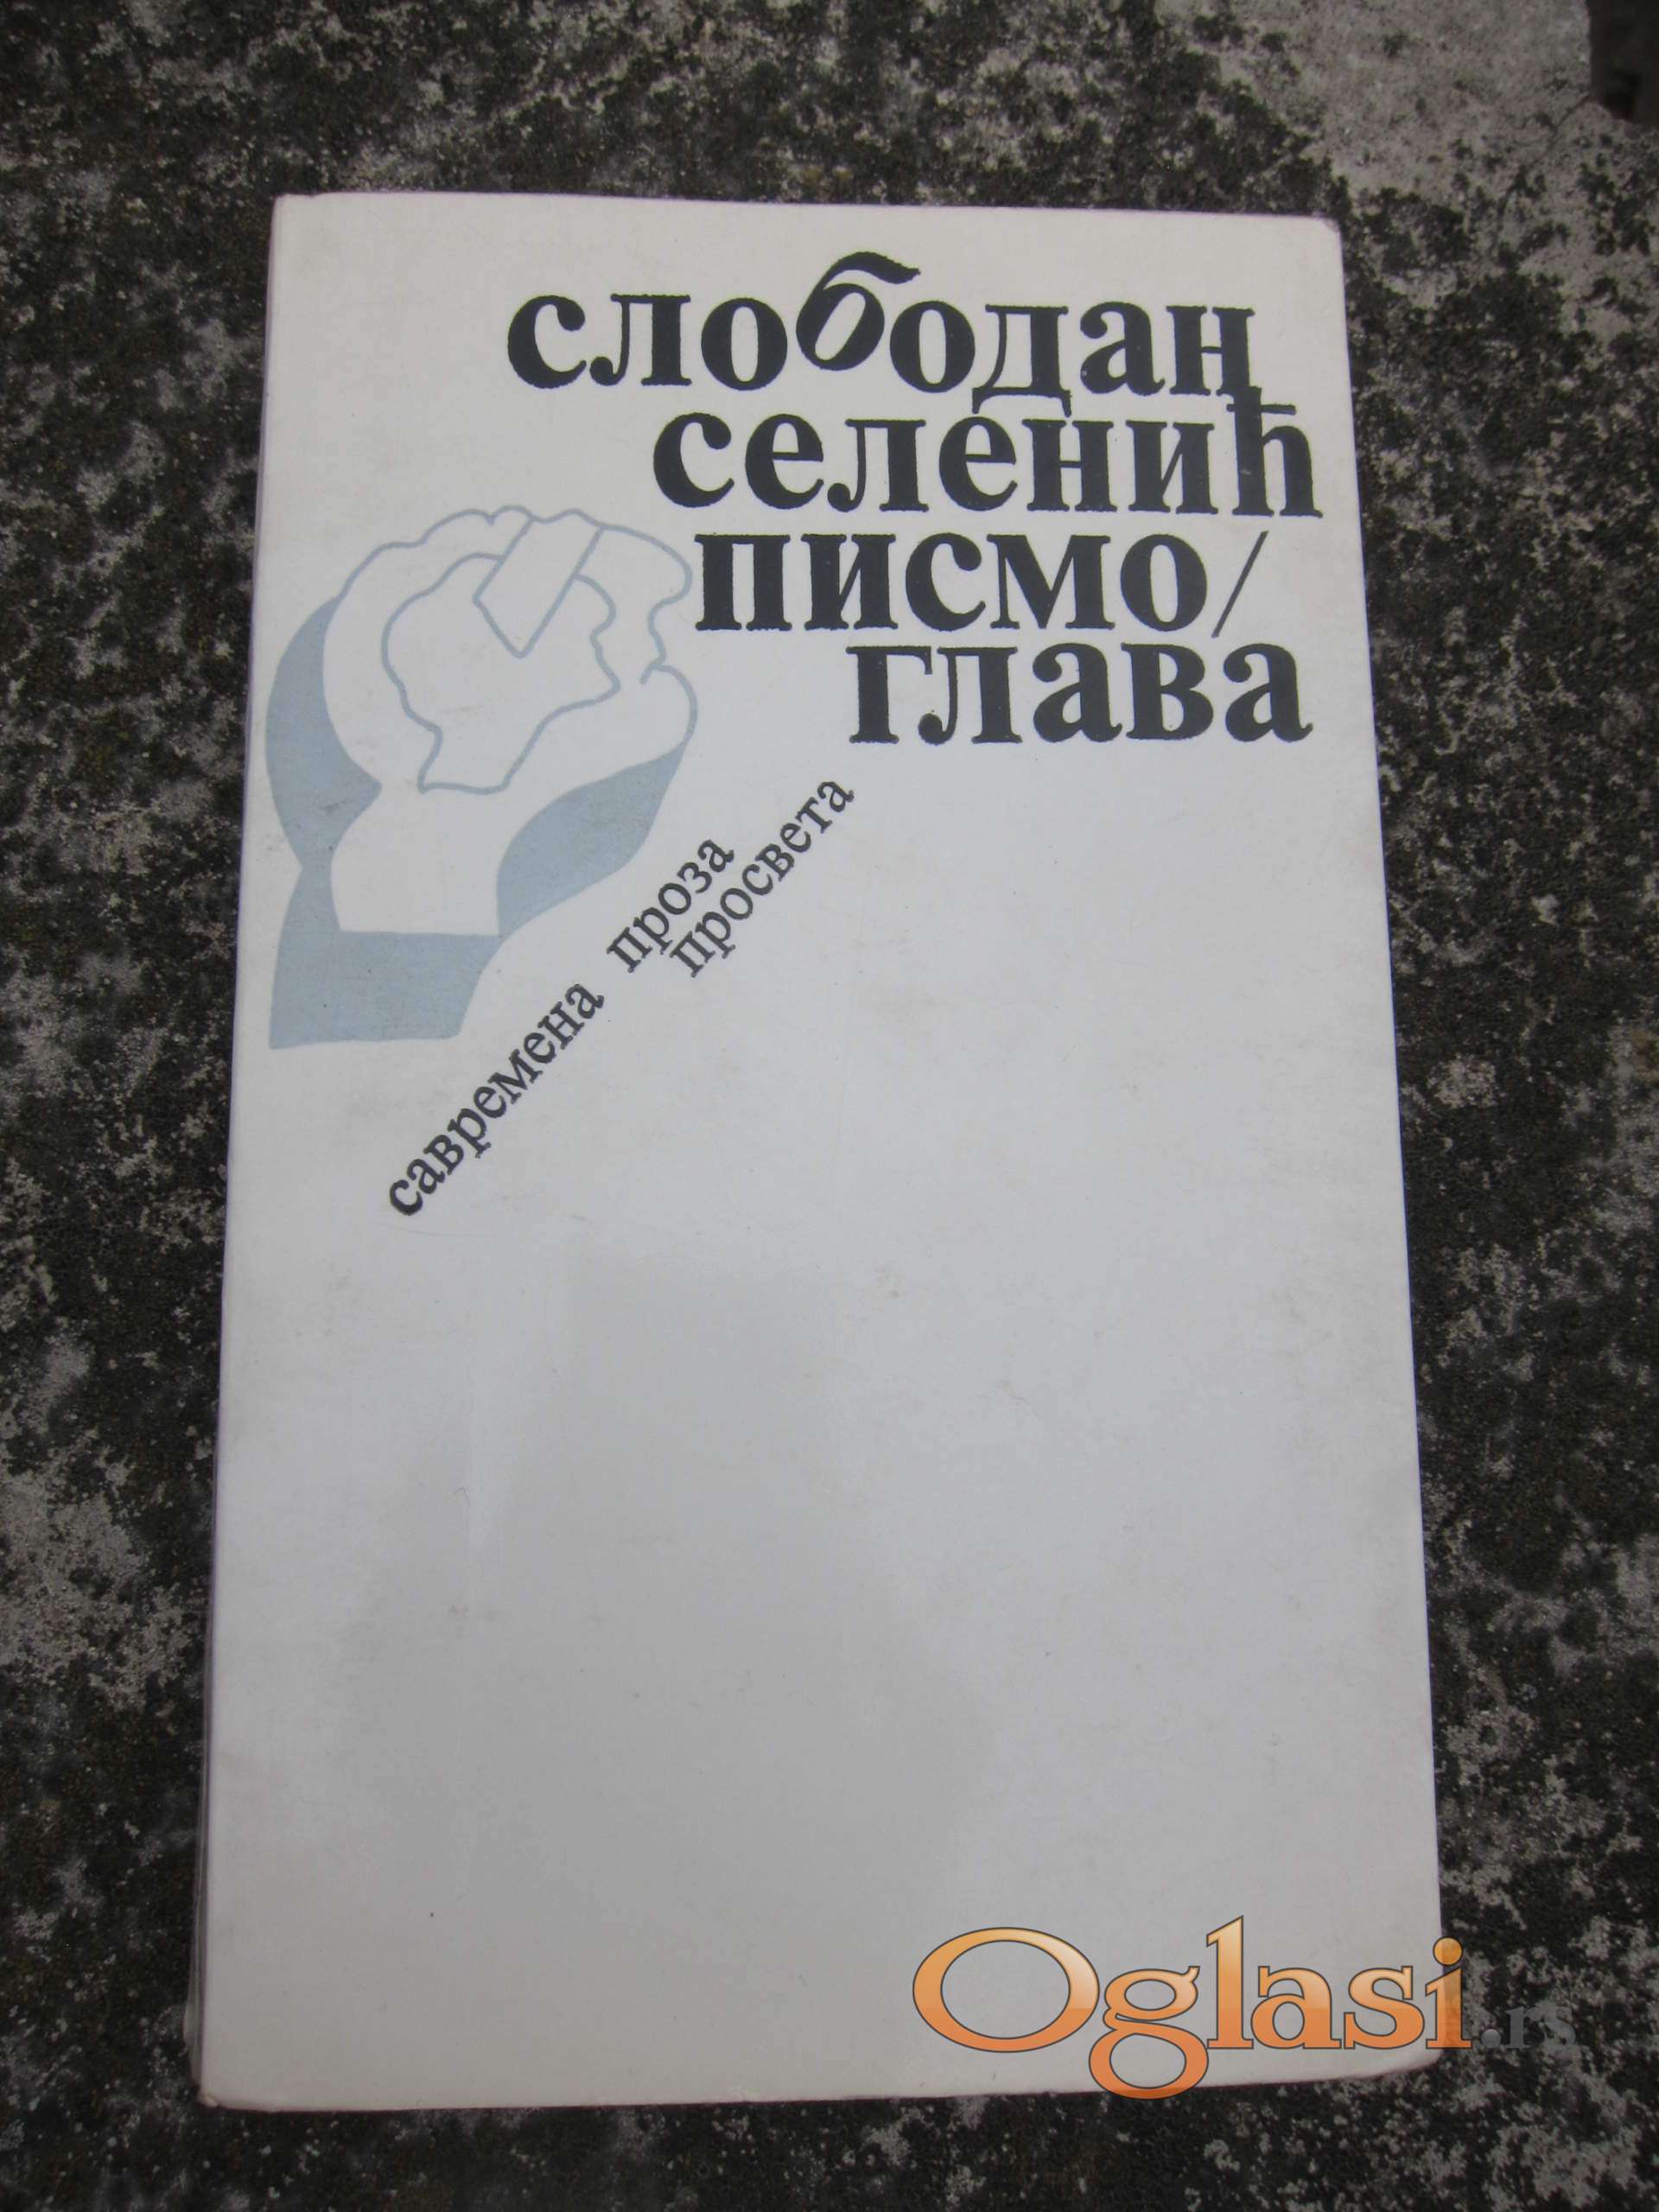 слободан
селенић
писмо/
глава
савремена проза
просвета
Oglasi.rs